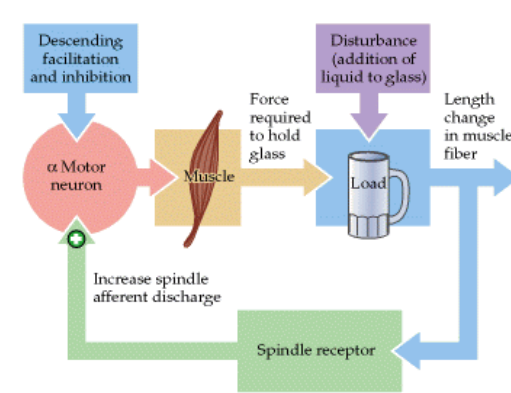 Descending
facilitation
and inhibition
Disturbance
(addition of
liquid to glass)
Force
required
to hold
glass
Length
change
in muscle
fiber
α Motor
neuron
Muscle
Load
Increase spindle
afferent discharge
Spindle receptor